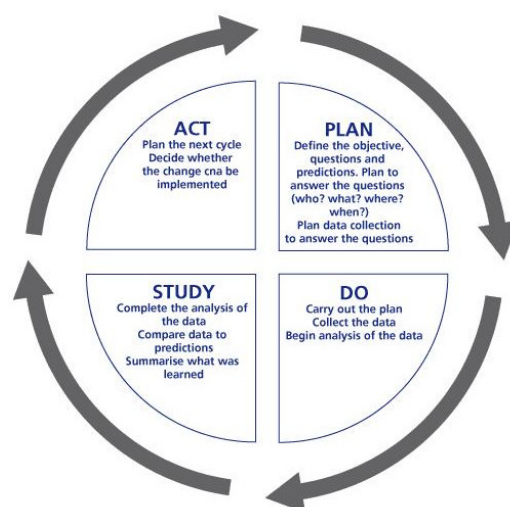 ACT
Plan the next cycle
Decide whether
the change cna be
implemented
PLAN
Define the objective,
questions and
predictions. Plan to
answer the questions
(who? what? where?
when?)
Plan data collection
to answer the questions
STUDY
Complete the analysis of
the data
Compare data to
predictions
Summarise what was
learned
DO
Carry out the plan
Collect the data
Begin analysis of the data